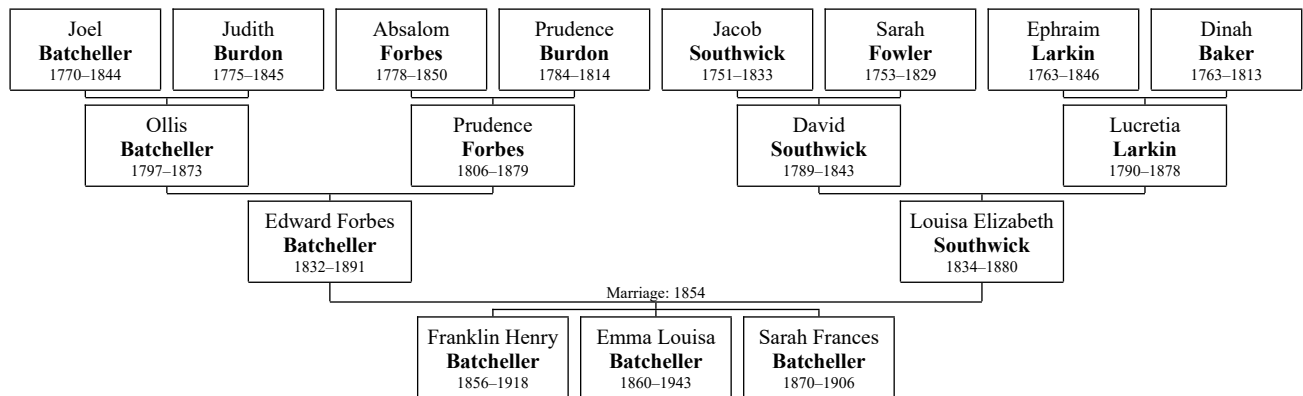 Joel
Batcheller
1770–1844
Judith
Burdon
1775–1845
Absalom
Forbes
1778–1850
Prudence
Burdon
1784–1814
Jacob
Southwick
1751–1833
Sarah
Fowler
1753–1829
Ephraim
Larkin
1763–1846
Dinah
Baker
1763–1813
Ollis
Batcheller
1797–1873
Prudence
Forbes
1806–1879
David
Southwick
1789–1843
Lucretia
Larkin
1790–1878
Edward Forbes
Batcheller
1832–1891
Louisa Elizabeth
Southwick
1834–1880
Marriage: 1854
Franklin Henry
Batcheller
1856–1918
Emma Louisa
Batcheller
1860–1943
Sarah Frances
Batcheller
1870–1906